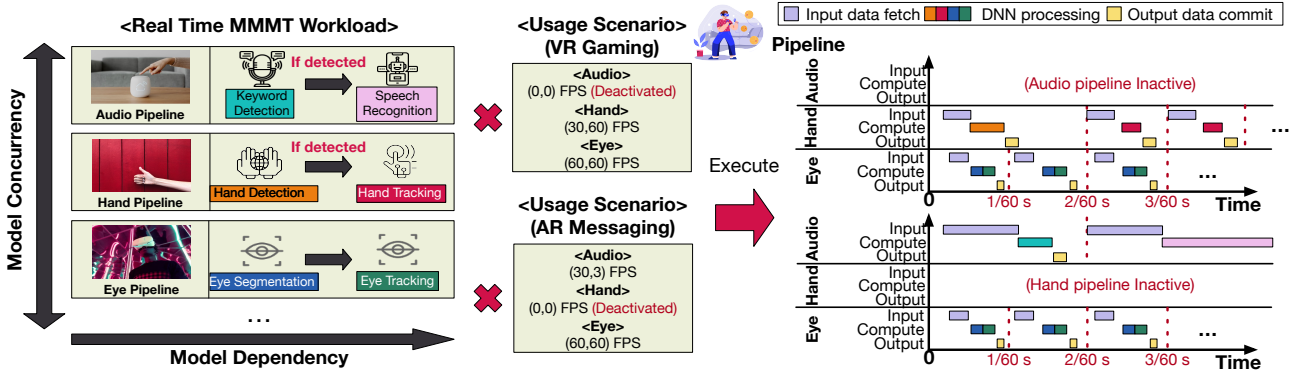 <Real Time MMMT Workload>
Model Concurrency
If detected
Keyword
Detection
Speech
Recognition
Audio Pipeline
If detected
Hand Detection
Hand Tracking
Hand Pipeline
Eye Segmentation
Eye Tracking
Eye Pipeline
...
Model Dependency
<Usage Scenario>
(VR Gaming)
<Audio>
(0,0) FPS (Deactivated)
<Hand>
(30,60) FPS
<Eye>
(60,60) FPS
<Usage Scenario>
(AR Messaging)
<Audio>
(30,3) FPS
<Hand>
(0,0) FPS (Deactivated)
<Eye>
(60,60) FPS
Execute
Input data fetch
DNN processing
Output data commit
Pipeline
Audio
Input
Compute
Output
(Audio pipeline Inactive)
Hand
Input
Compute
Output
...
Eye
Input
Compute
Output
...
0
1/60 s
2/60 s
3/60 s
Time
Audio
Input
Compute
Output
Hand
Input
Compute
Output
(Hand pipeline Inactive)
Eye
Input
Compute
Output
...
0
1/60 s
2/60 s
3/60 s
Time